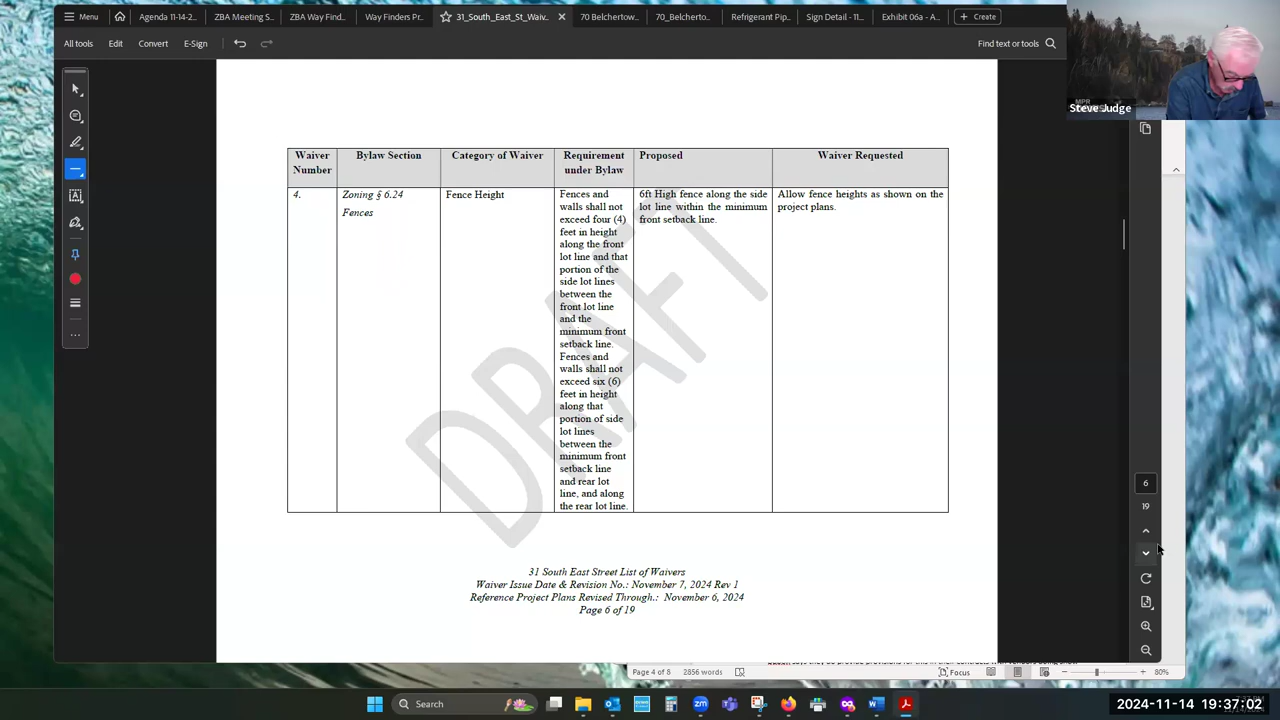 Menu
Agenda 11-14-2...
ZBA Meeting S...
ZBA Way Find...
Way Finders Pr...
31_South_East_St_Waiv...
70 Belchertow...
70_Belcherto...
Refrigerant Pip...
Sign Detail - 11...
Exhibit 06a - A...
Create
All tools
Edit
Convert
E-Sign
Find text or tools
Steve Judge
Waiver Number
Bylaw Section
Category of Waiver
Requirement under Bylaw
Proposed
Waiver Requested
4.
Zoning § 6.24
Fences
Fence Height
Fences and
walls shall not
exceed four (4)
feet in height
along the front
lot line and that
portion of the
side lot lines
between the
front lot line
and the
minimum front
setback line.
Fences and
walls shall not
exceed six (6)
feet in height
along that
portion of side
lot lines
between the
minimum front
setback line
and rear lot
line, and along
the rear lot line.
6ft High fence along the side
lot line within the minimum
front setback line.
Allow fence heights as shown on the
project plans.
DRAFT
31 South East Street List of Waivers
Waiver Issue Date & Revision No.: November 7, 2024 Rev 1
Reference Project Plans Revised Through.: November 6, 2024
Page 6 of 19
6
19
Page 4 of 8
2856 words
Focus
80%
Search
2024-11-14 19:37:02